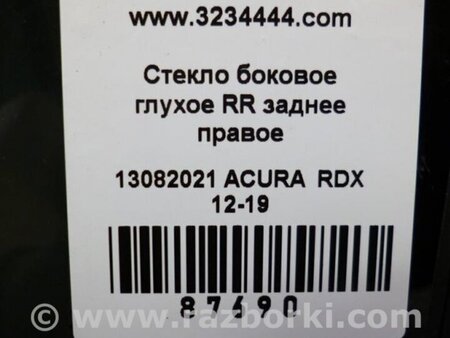 www.3234444.com
Стекло боковое
глухое RR заднее
правое
13082021 ACURA RDX
12-19
87690
© www.razborki.com